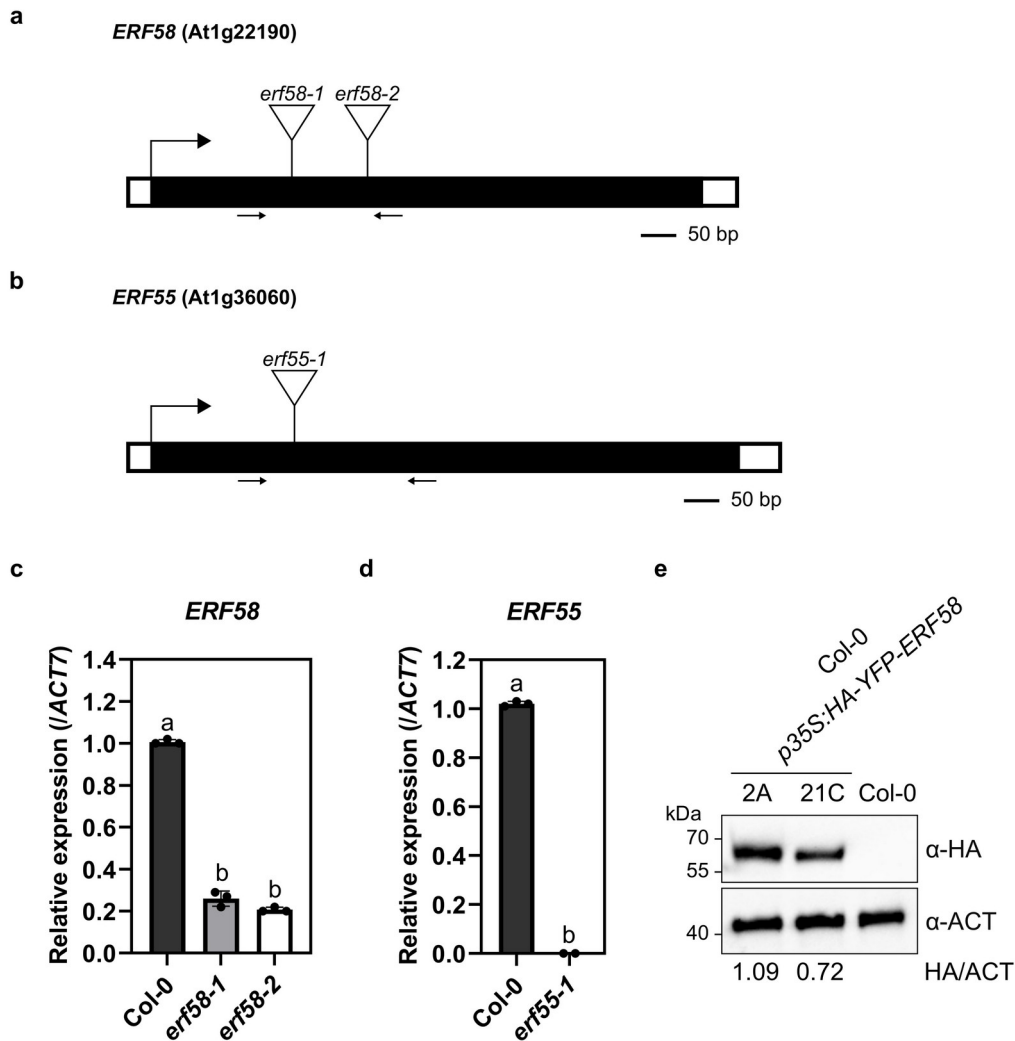 a
ERF58 (At1g22190)
erf58-1 erf58-2
50 bp
b
ERF55 (At1g36060)
erf55-1
50 bp
c
ERF58
Relative expression (/ACT7)
1.4
1.2
1.0
0.8
0.6
0.4
0.2
0.0
a
b
b
Col-0
erf58-1
erf58-2
d
ERF55
Relative expression (/ACT7)
1.2
1.0
0.8
0.6
0.4
0.2
0.0
a
b
Col-0
erf55-1
e
Col-0
p35S:HA-YFP-ERF58
2A 21C Col-0
kDa
70
55
α-HA
40
α-ACT
1.09 0.72 HA/ACT